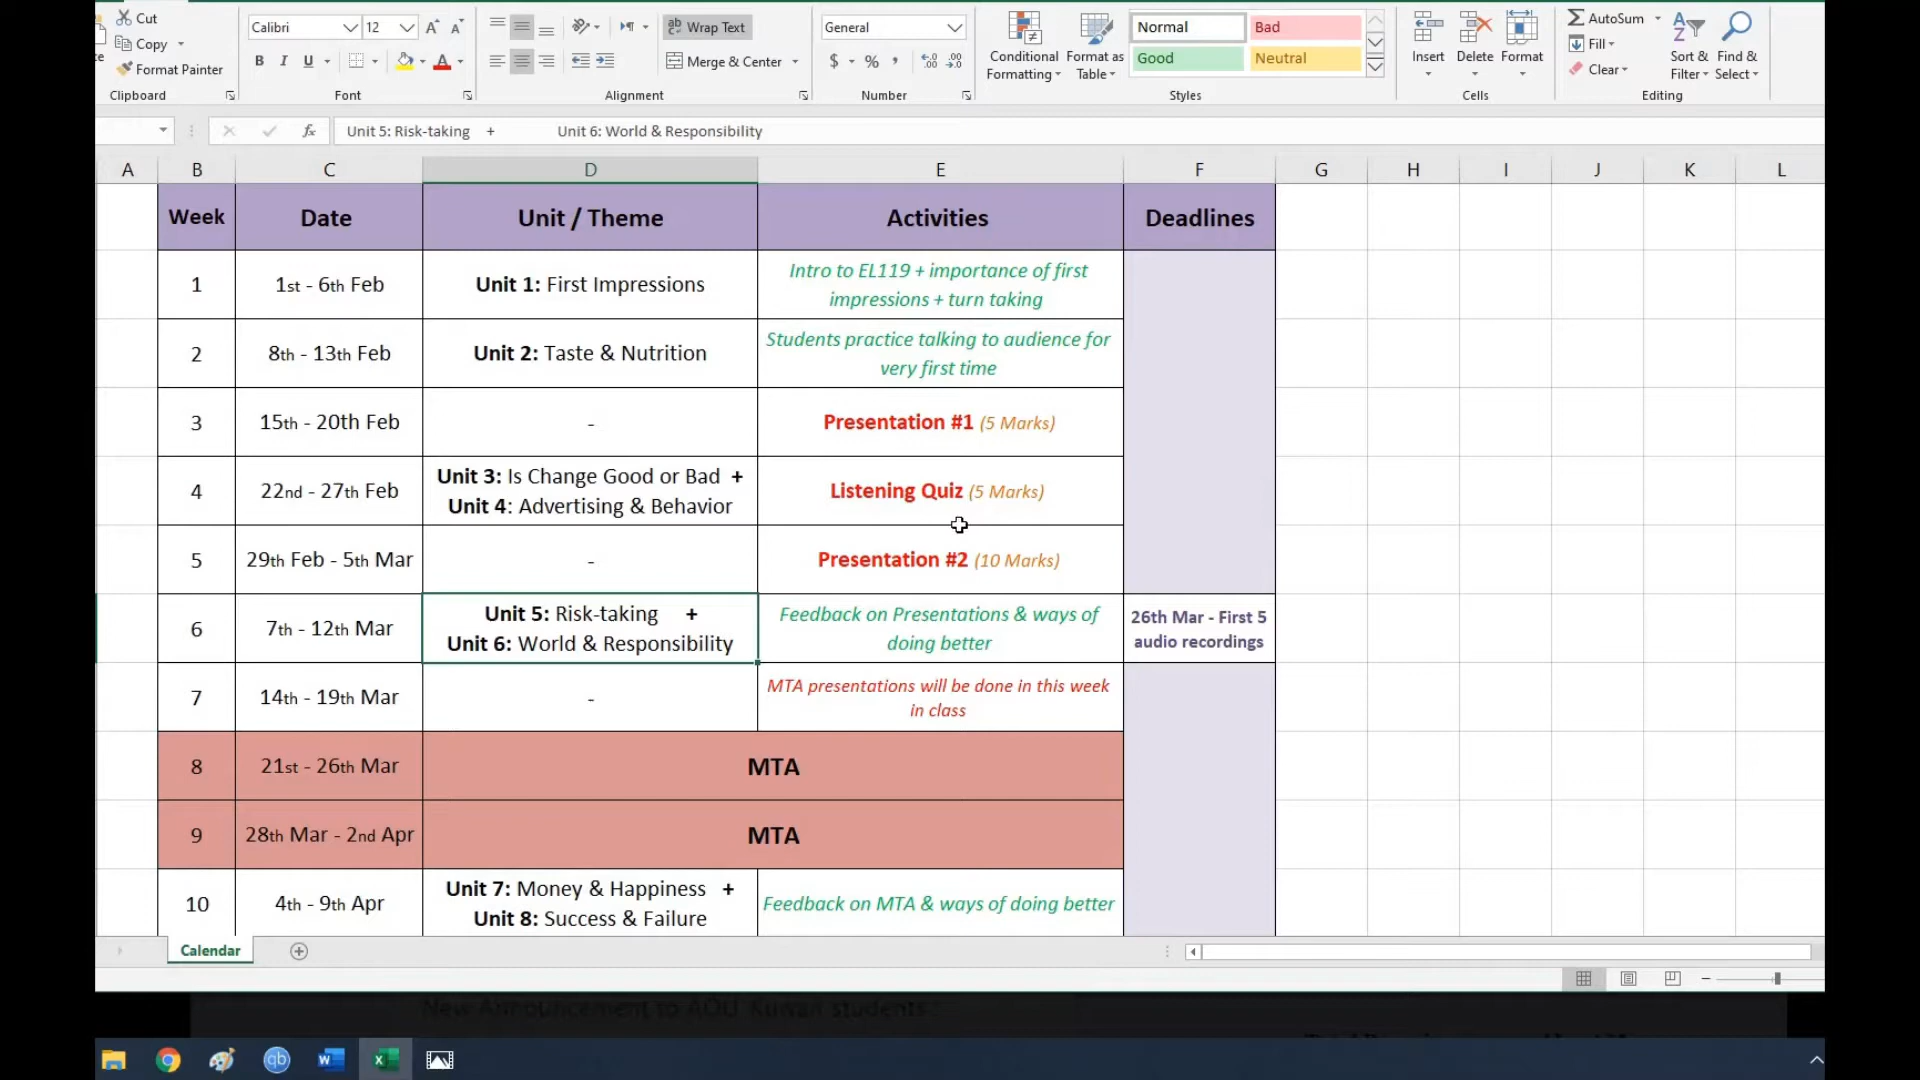 Cut
Calibri
12
Wrap Text
General
Normal
Bad
AutoSum
Copy
Conditional Formatting
Format as Table
Insert
Delete
Format
Fill
Sort & Filter
Find & Select
Format Painter
B I U
Merge & Center
$ % ,
Good
Neutral
Clear
Clipboard
Font
Alignment
Number
Styles
Cells
Editing
fx
Unit 5: Risk-taking + Unit 6: World & Responsibility
A B C D E F G H I J K L
Week Date Unit / Theme Activities Deadlines
1 1st - 6th Feb Unit 1: First Impressions Intro to EL119 + importance of first
impressions + turn taking
2 8th - 13th Feb Unit 2: Taste & Nutrition Students practice talking to audience for
very first time
3 15th - 20th Feb - Presentation #1 (5 Marks)
4 22nd - 27th Feb Unit 3: Is Change Good or Bad +
Unit 4: Advertising & Behavior
Listening Quiz (5 Marks)
5 29th Feb - 5th Mar - Presentation #2 (10 Marks)
6 7th - 12th Mar Unit 5: Risk-taking +
Unit 6: World & Responsibility
Feedback on Presentations & ways of
doing better
26th Mar - First 5
audio recordings
7 14th - 19th Mar - MTA presentations will be done in this week
in class
8 21st - 26th Mar MTA
9 28th Mar - 2nd Apr MTA
10 4th - 9th Apr Unit 7: Money & Happiness +
Unit 8: Success & Failure
Feedback on MTA & ways of doing better
Calendar
New Announcement to AOU Kuwait students
qb